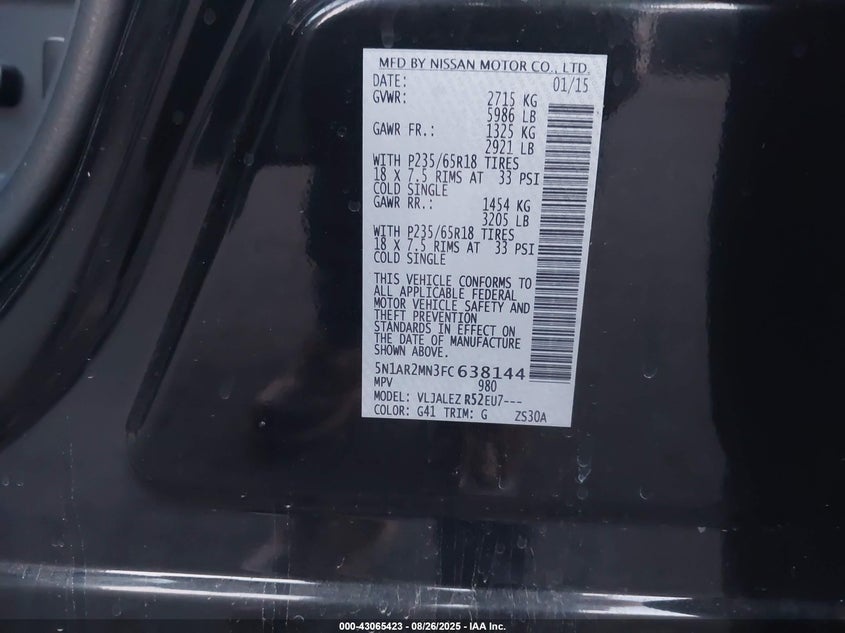 MFD BY NISSAN MOTOR CO., LTD.
DATE: 01/15
GVWR: 2715 KG
5986 LB
GAWR FR.: 1325 KG
2921 LB
WITH P235/65R18 TIRES
18 X 7.5 RIMS AT 33 PSI
COLD SINGLE
GAWR RR.: 1454 KG
3205 LB
WITH P235/65R18 TIRES
18 X 7.5 RIMS AT 33 PSI
COLD SINGLE
THIS VEHICLE CONFORMS TO
ALL APPLICABLE FEDERAL
MOTOR VEHICLE SAFETY AND
THEFT PREVENTION
STANDARDS IN EFFECT ON
THE DATE OF MANUFACTURE
SHOWN ABOVE.
5N1AR2MN3FC638144
MPV 980
MODEL: VLJALEZ R52EU7---
COLOR: G41 TRIM: G ZS30A
000-43065423 - 08/26/2025 - IAA Inc.